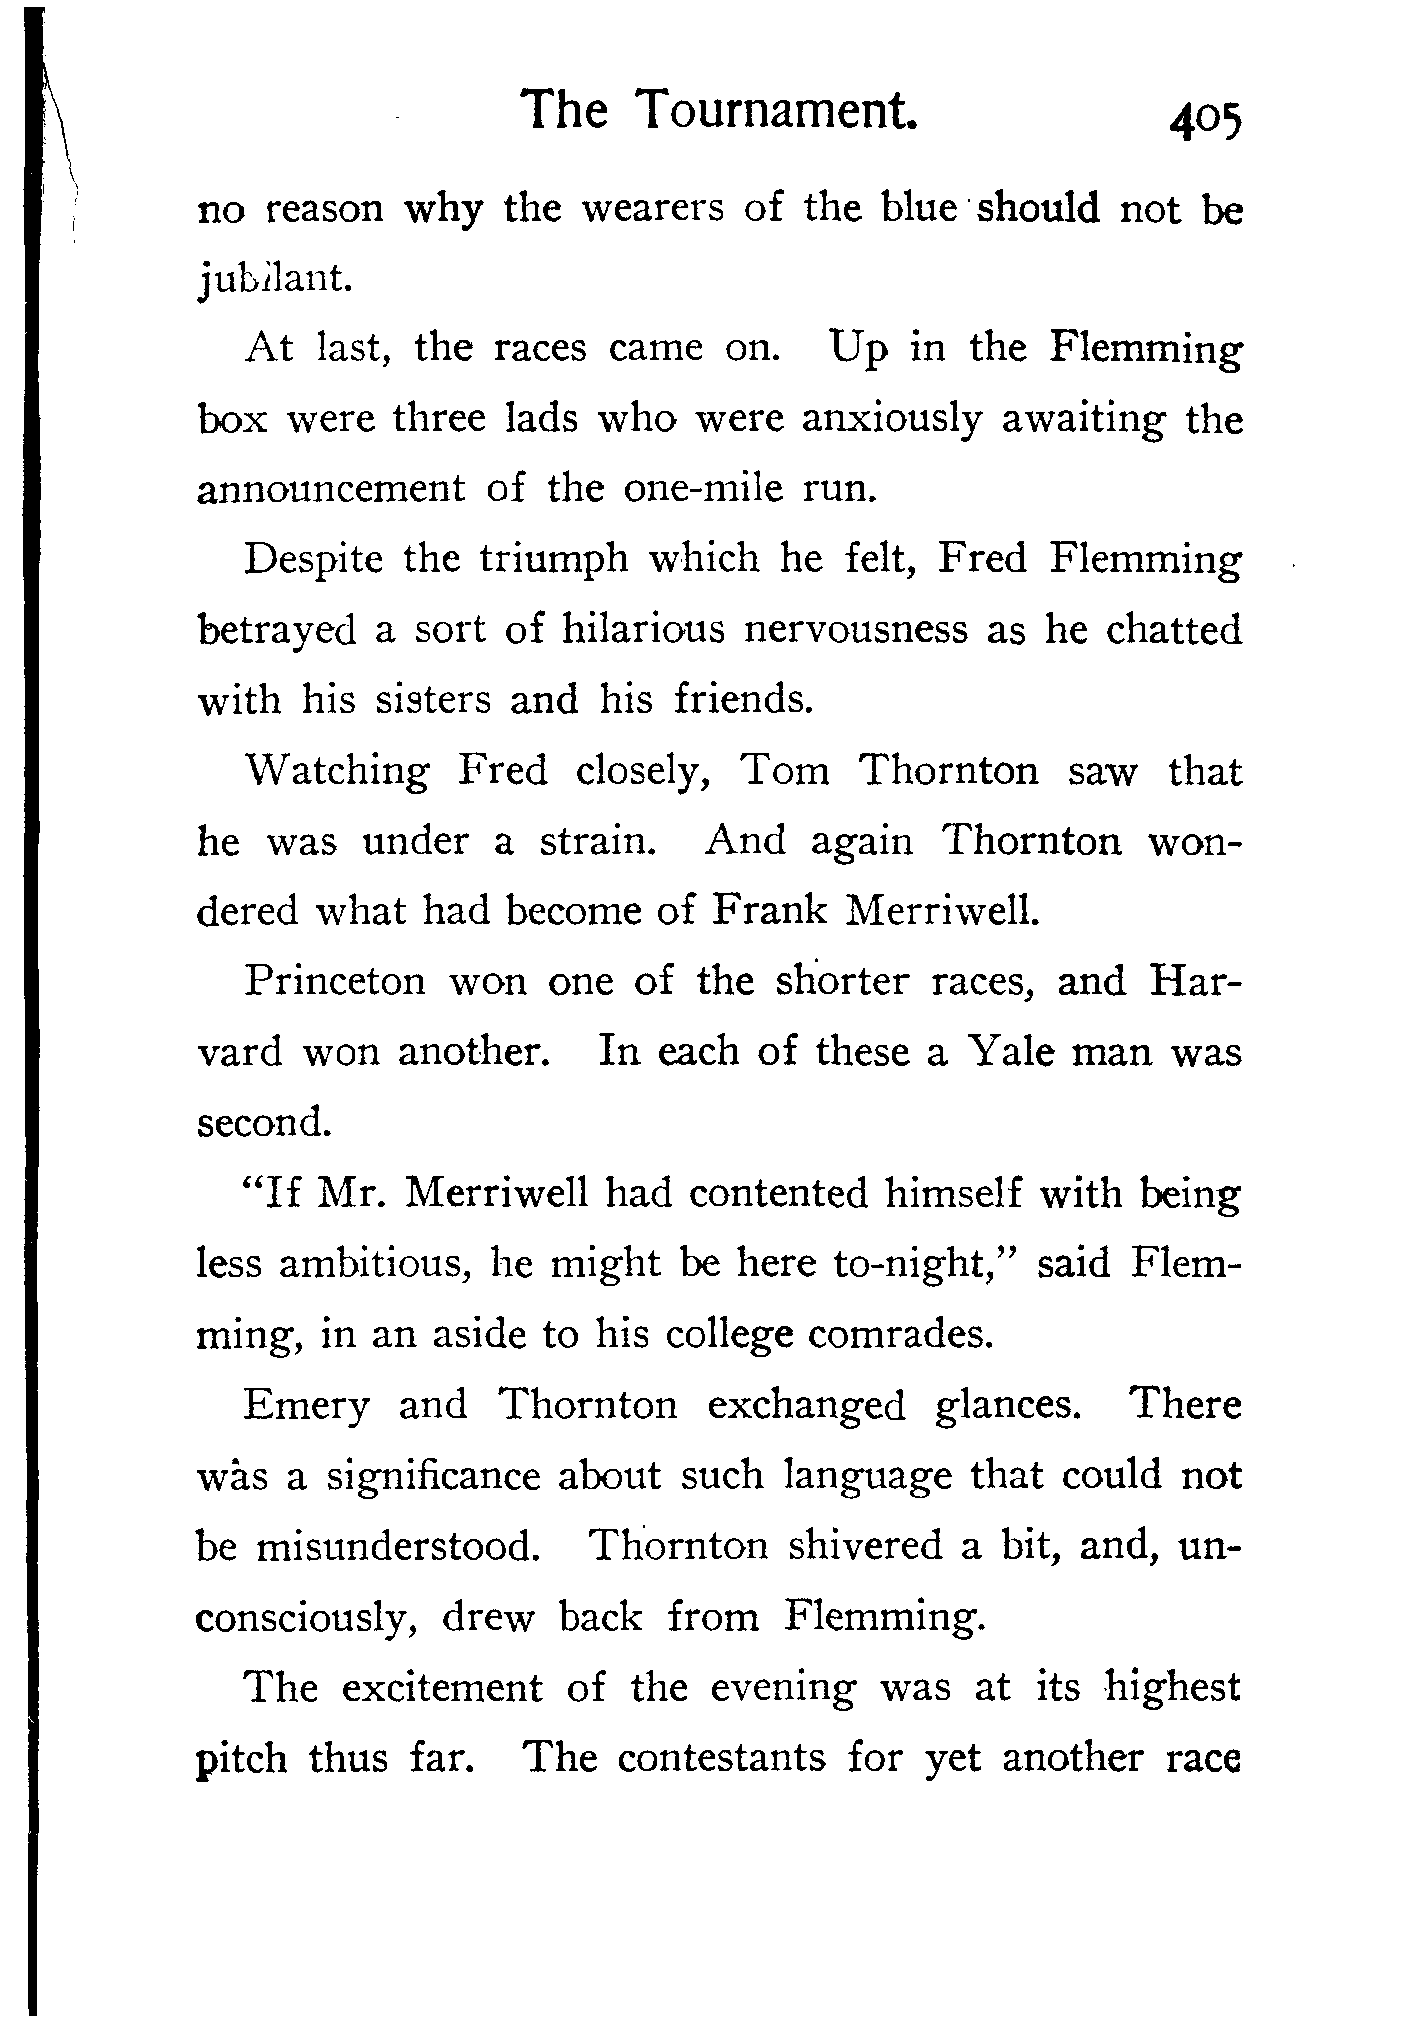 The Tournament. 405
no reason why the wearers of the blue should not be
jubilant.
At last, the races came on. Up in the Flemming
box were three lads who were anxiously awaiting the
announcement of the one-mile run.
Despite the triumph which he felt, Fred Flemming
betrayed a sort of hilarious nervousness as he chatted
with his sisters and his friends.
Watching Fred closely, Tom Thornton saw that
he was under a strain. And again Thornton won-
dered what had become of Frank Merriwell.
Princeton won one of the shorter races, and Har-
vard won another. In each of these a Yale man was
second.
“If Mr. Merriwell had contented himself with being
less ambitious, he might be here to-night,” said Flem-
ming, in an aside to his college comrades.
Emery and Thornton exchanged glances. There
was a significance about such language that could not
be misunderstood. Thornton shivered a bit, and, un-
consciously, drew back from Flemming.
The excitement of the evening was at its highest
pitch thus far. The contestants for yet another race